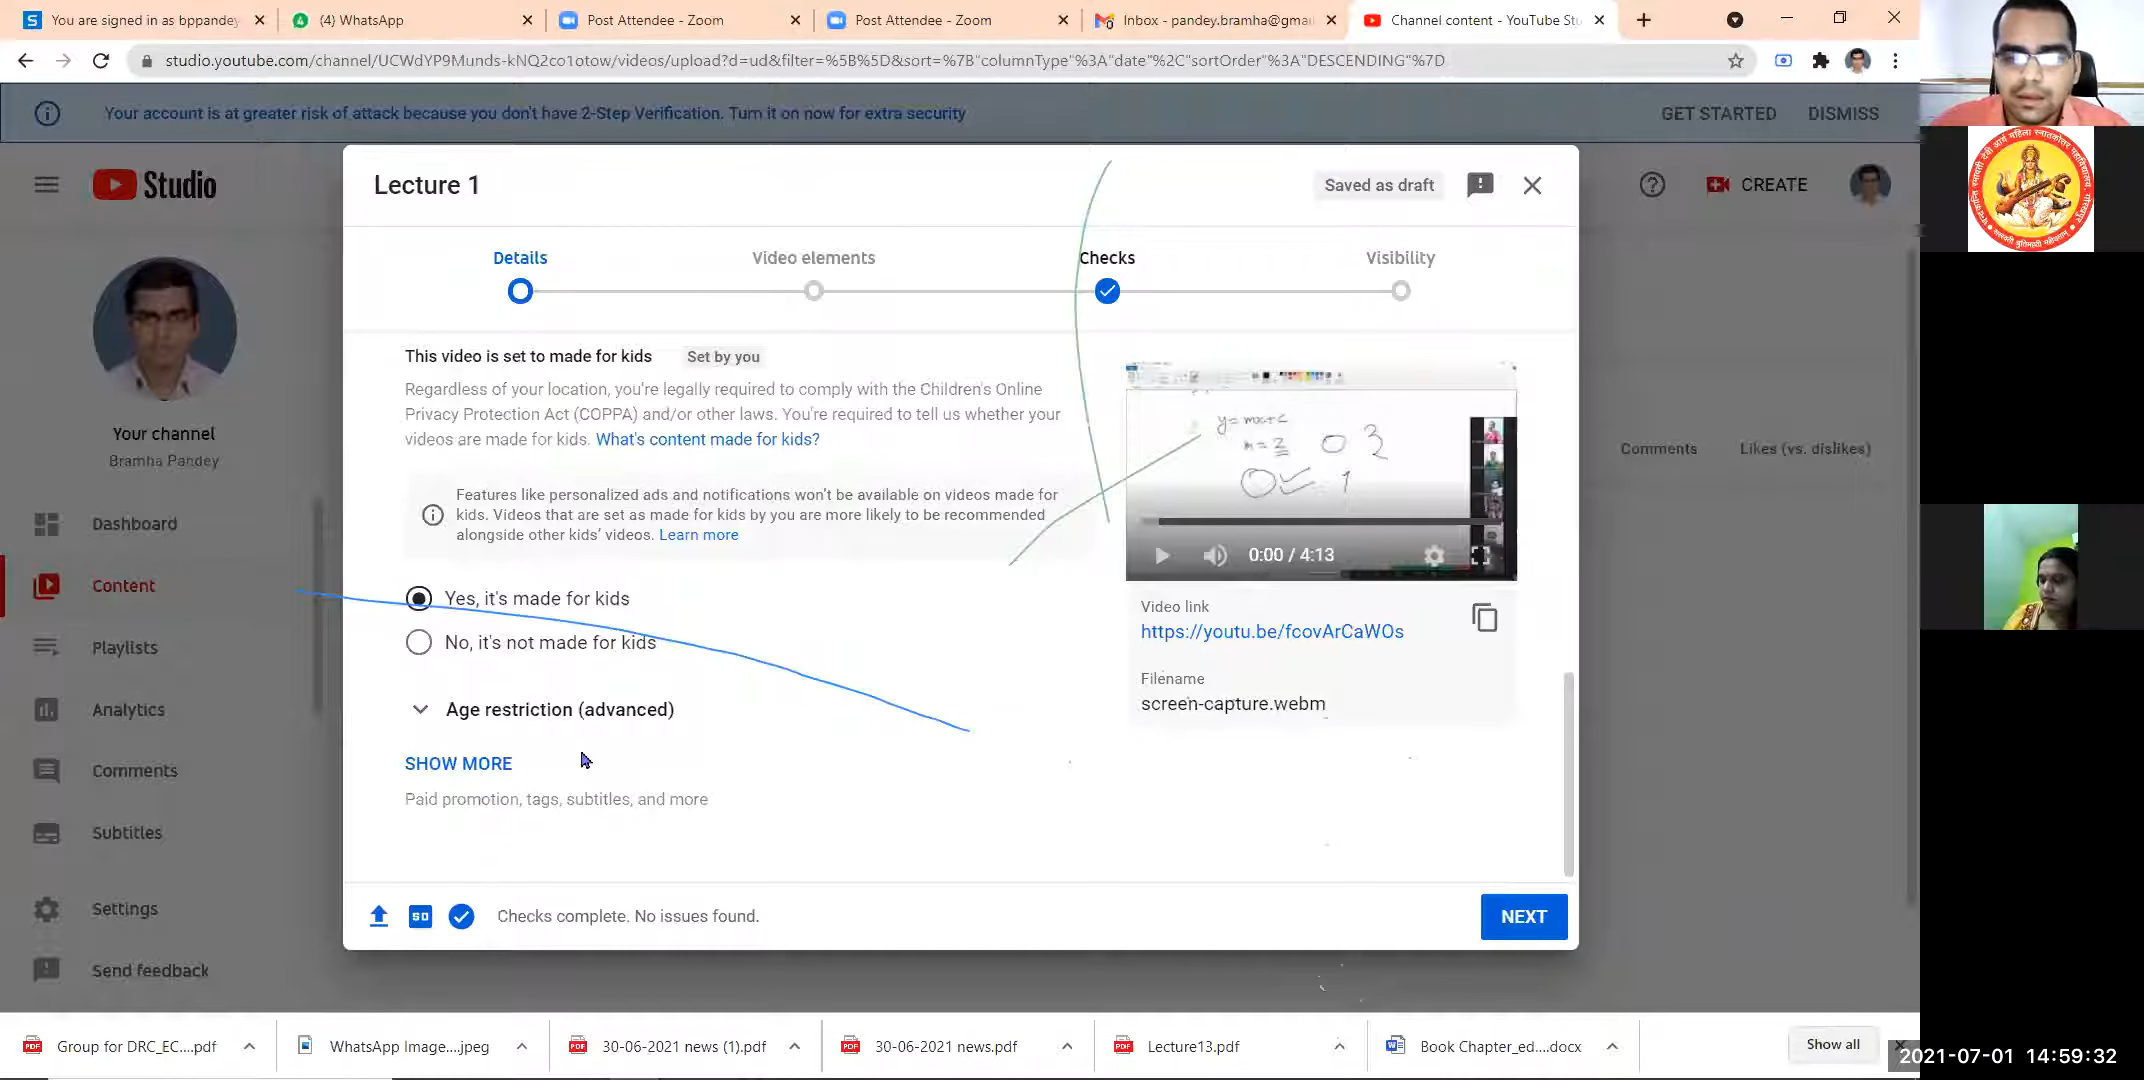 You are signed in as bppandey
(4) WhatsApp
Post Attendee - Zoom
Post Attendee - Zoom
Inbox - pandey.bramha@gmai
Channel content - YouTube Stu
studio.youtube.com/channel/UCWdYP9Munds-kNQ2co1otow/videos/upload?d=ud&filter=%5B%5D&sort=%7B"columnType"%3A"date"%2C"sortOrder"%3A"DESCENDING"%7D
Your account is at greater risk of attack because you don't have 2-Step Verification. Turn it on now for extra security
GET STARTED
DISMISS
Studio
CREATE
Lecture 1
Saved as draft
Details
Video elements
Checks
Visibility
Your channel
Bramha Pandey
Dashboard
Content
Playlists
Analytics
Comments
Subtitles
Settings
Send feedback
This video is set to made for kids
Set by you
Regardless of your location, you're legally required to comply with the Children's Online
Privacy Protection Act (COPPA) and/or other laws. You're required to tell us whether your
videos are made for kids. What's content made for kids?
Features like personalized ads and notifications won't be available on videos made for
kids. Videos that are set as made for kids by you are more likely to be recommended
alongside other kids' videos. Learn more
Yes, it's made for kids
No, it's not made for kids
Age restriction (advanced)
SHOW MORE
Paid promotion, tags, subtitles, and more
y=mx+c
m=2 0 3
1
0:00 / 4:13
Video link
https://youtu.be/fcovArCaWOs
Filename
screen-capture.webm
Comments
Likes (vs. dislikes)
SD
Checks complete. No issues found.
NEXT
Group for DRC_EC....pdf
WhatsApp Image....jpeg
30-06-2021 news (1).pdf
30-06-2021 news.pdf
Lecture13.pdf
Book Chapter_ed....docx
Show all
2021-07-01 14:59:32